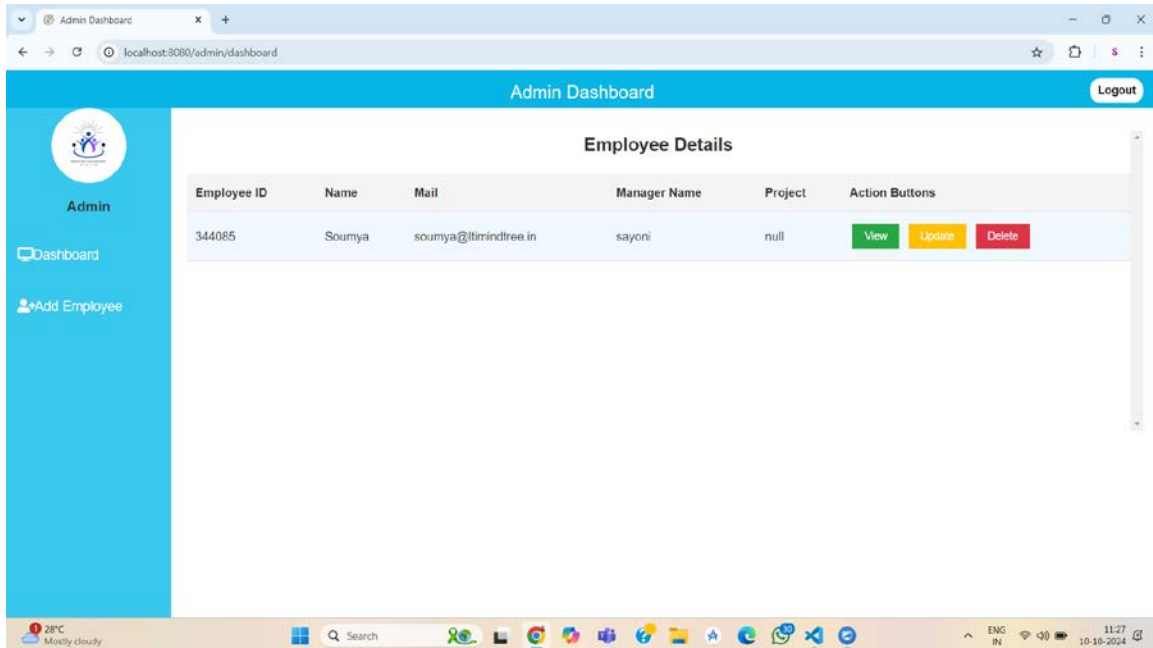 Admin Dashboard
localhost:8080/admin/dashboard
S
Admin Dashboard
Logout
Employee Details
Employee ID Name Mail Manager Name Project Action Buttons
344085 Soumya soumya@ltimindtree.in sayoni null View Update Delete
Admin
Dashboard
Add Employee
1
28°C
Mostly cloudy
Search
30
ENG
IN
11:27
10-10-2024